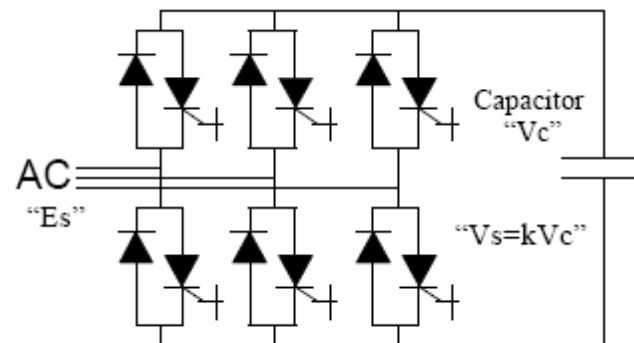 Capacitor
“Vc”
AC
“Es”
“Vs=kVc”